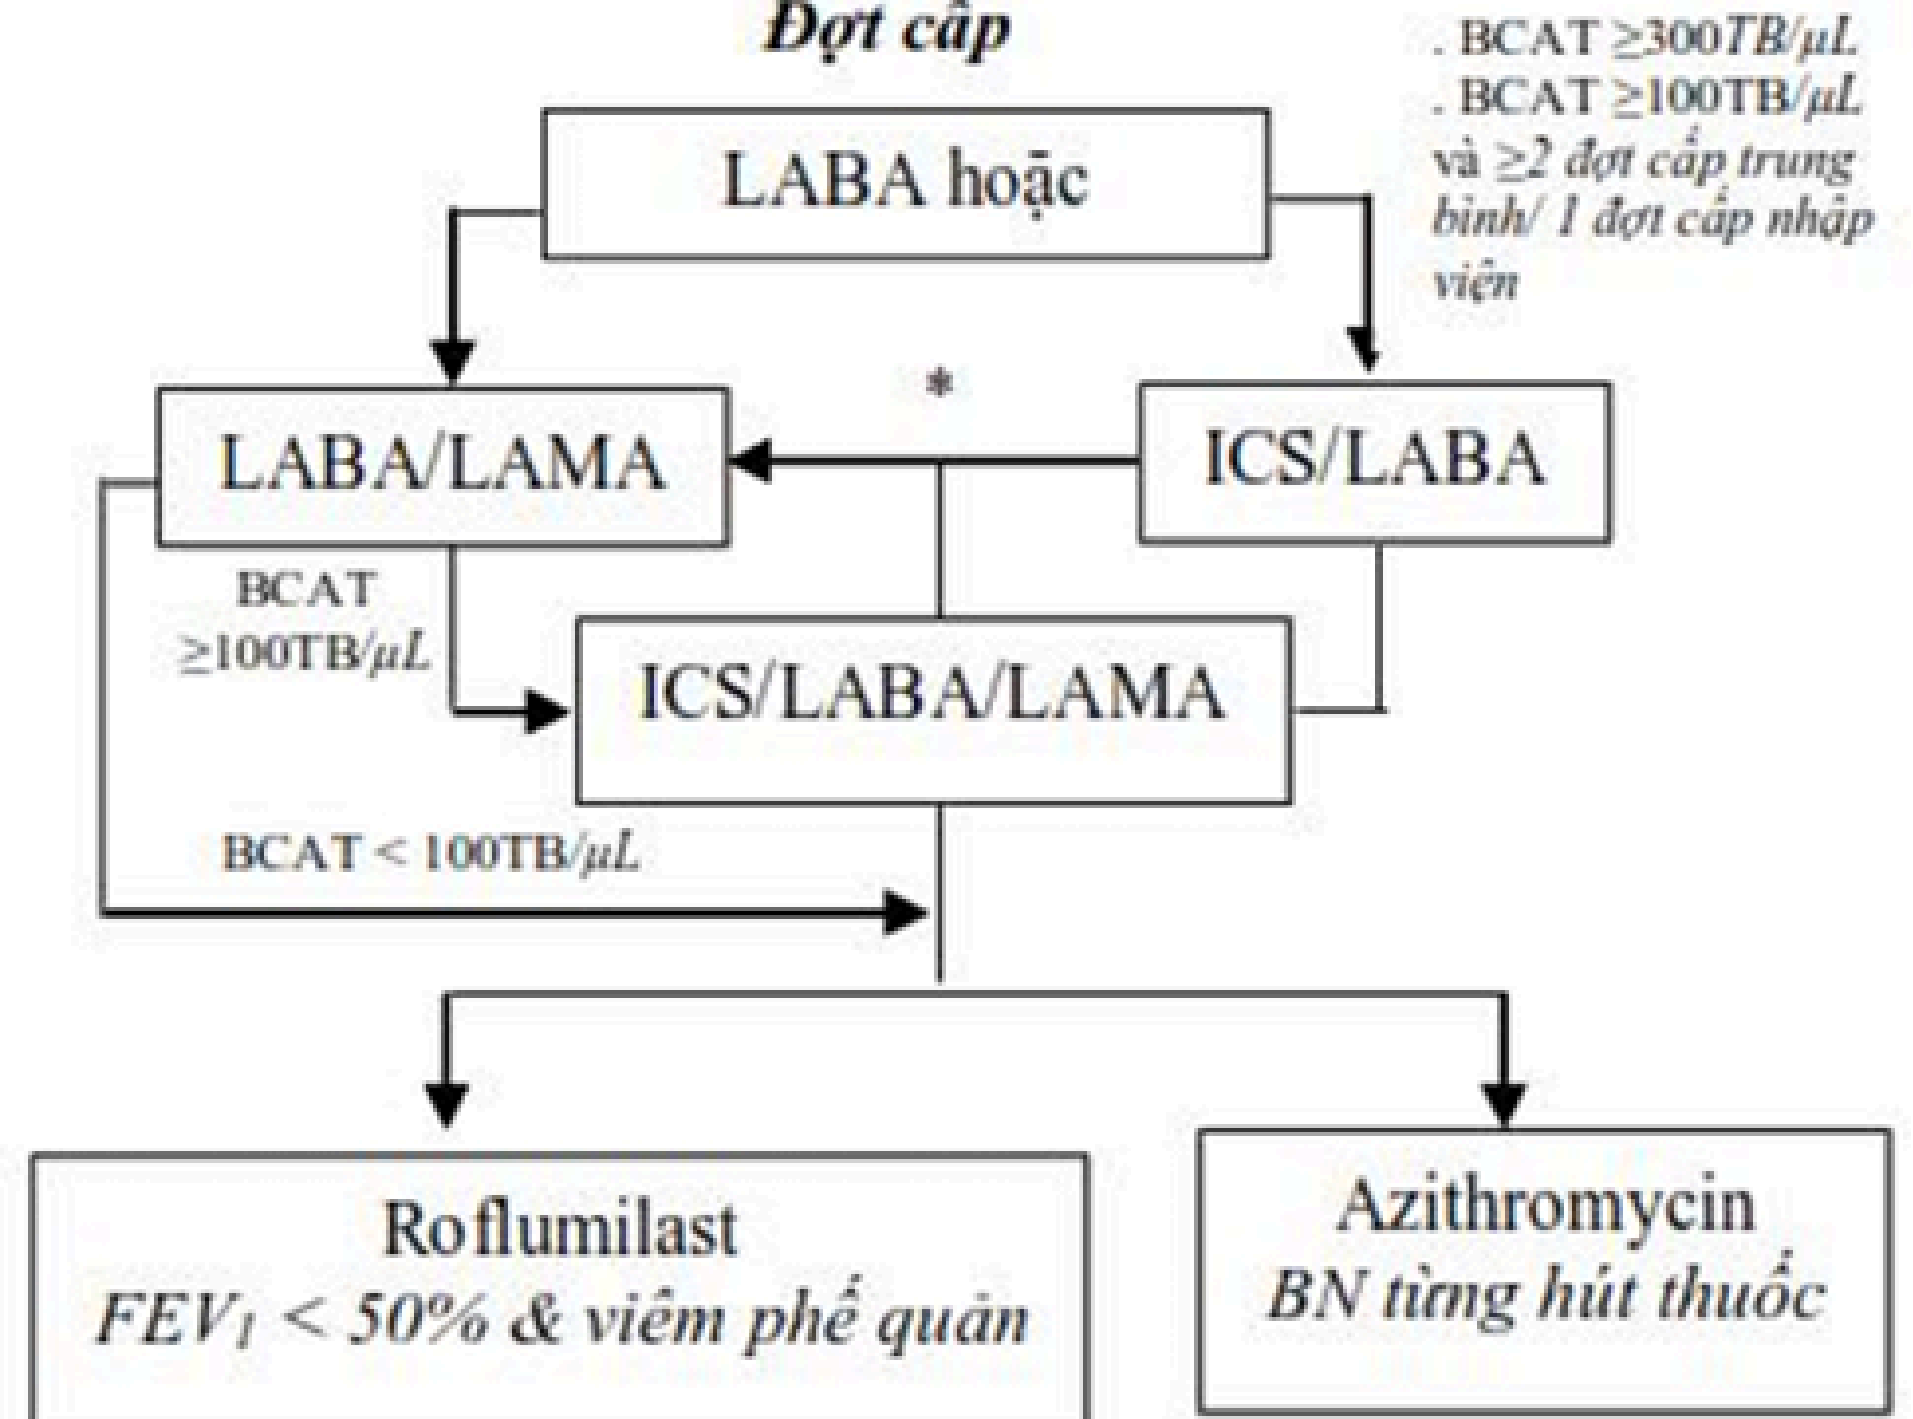 Đợt cấp
. BCAT ≥300TB/µL
. BCAT ≥100TB/µL
và ≥2 đợt cấp trung
bình/ 1 đợt cấp nhập
viện
LABA hoặc
*
LABA/LAMA
ICS/LABA
BCAT
≥100TB/µL
ICS/LABA/LAMA
BCAT < 100TB/µL
Roflumilast
FEV₁ < 50% & viêm phế quản
Azithromycin
BN từng hút thuốc